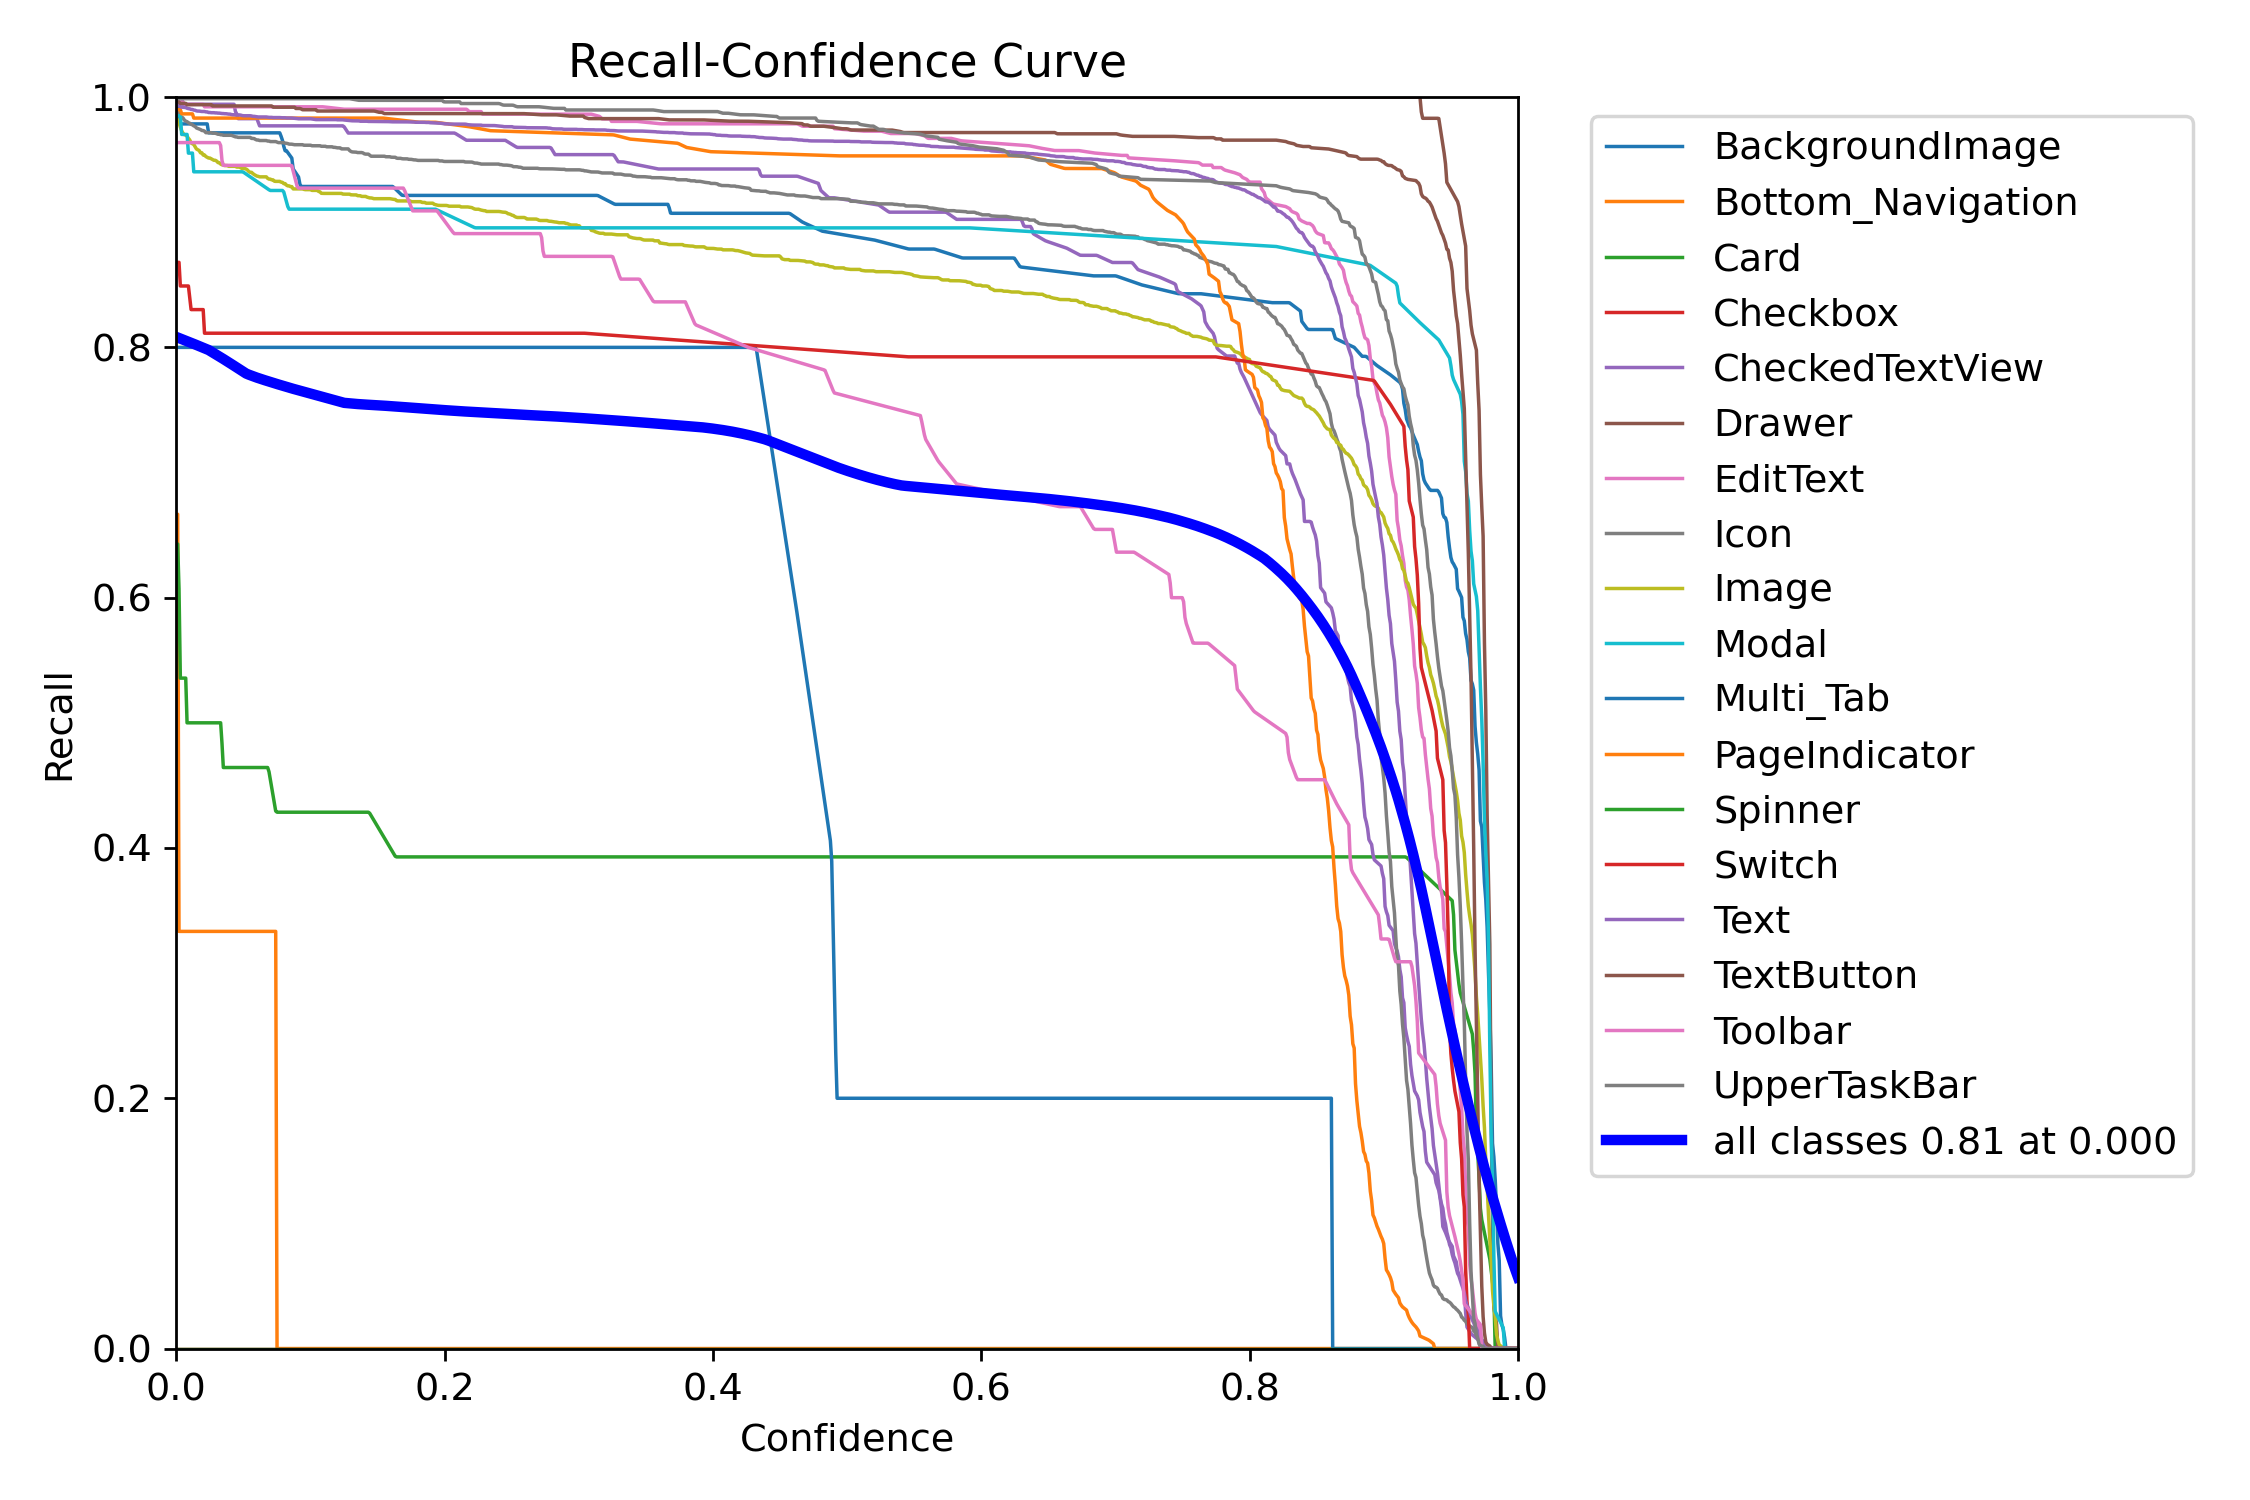 Recall-Confidence Curve
1.0
0.8
0.6
0.4
0.2
0.0
Recall
0.0 0.2 0.4 0.6 0.8 1.0
Confidence
BackgroundImage
Bottom_Navigation
Card
Checkbox
CheckedTextView
Drawer
EditText
Icon
Image
Modal
Multi_Tab
PageIndicator
Spinner
Switch
Text
TextButton
Toolbar
UpperTaskBar
all classes 0.81 at 0.000